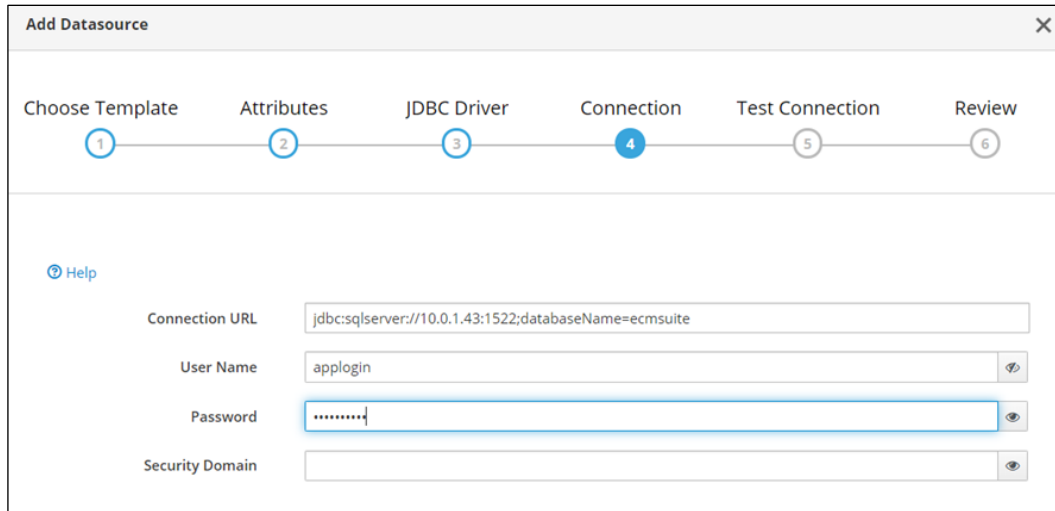 Add Datasource
Choose Template Attributes JDBC Driver Connection Test Connection Review
1 2 3 4 5 6
Help
Connection URL jdbc:sqlserver://10.0.1.43:1522;databaseName=ecmsuite
User Name applogin
Password ••••••••••
Security Domain